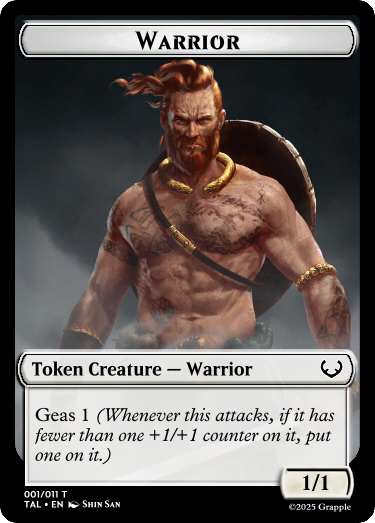 Warrior
Token Creature — Warrior
Geas 1 (Whenever this attacks, if it has
fewer than one +1/+1 counter on it, put
one on it.)
1/1
001/011 T
TAL • EN Shin San
©2025 Grapple